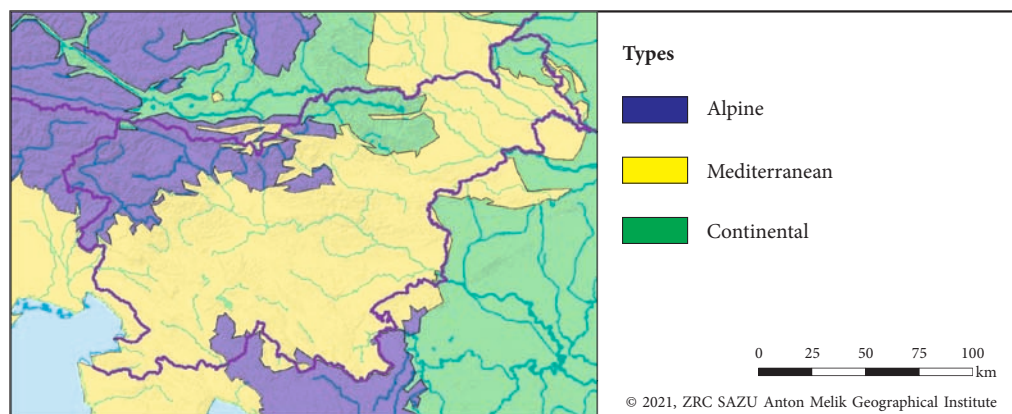 Types
Alpine
Mediterranean
Continental
0 25 50 75 100
km
© 2021, ZRC SAZU Anton Melik Geographical Institute